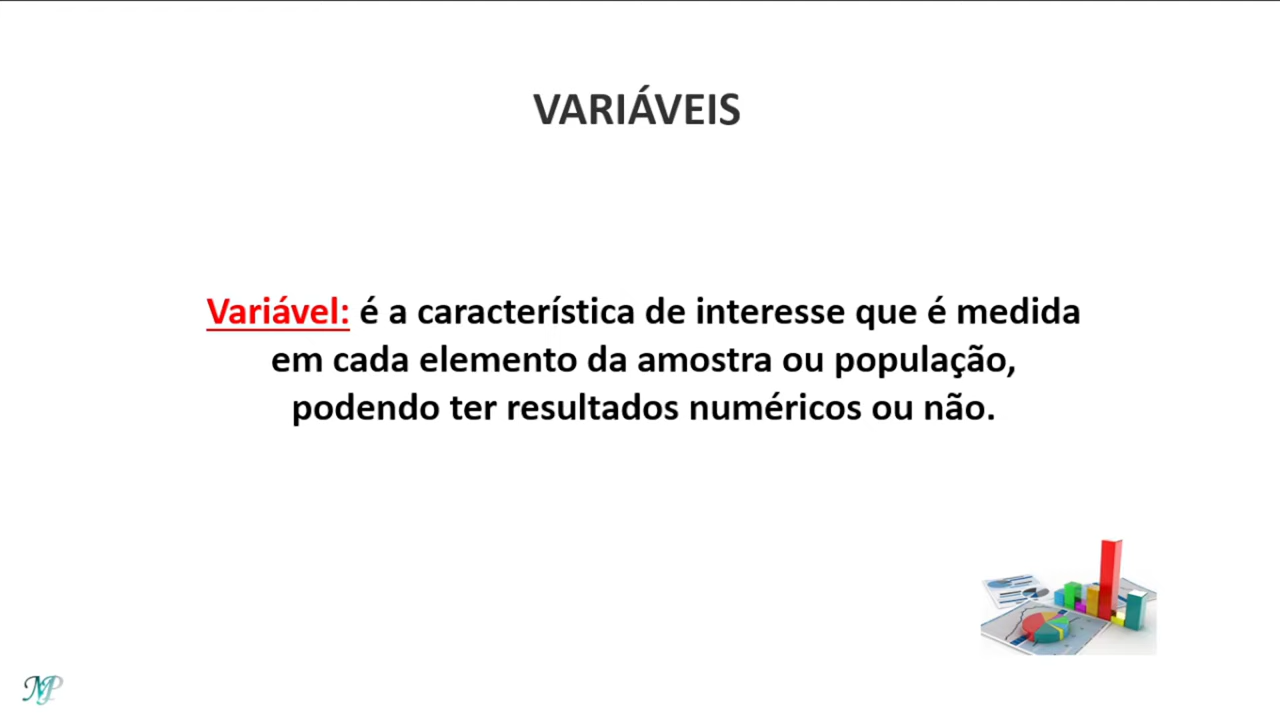 VARIÁVEIS
Variável: é a característica de interesse que é medida
em cada elemento da amostra ou população,
podendo ter resultados numéricos ou não.
MP